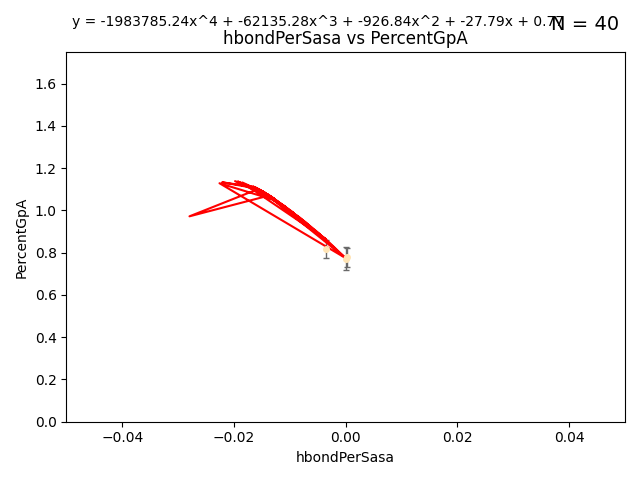 y = -1983785.24x^4 + -62135.28x^3 + -926.84x^2 + -27.79x + 0.77
N = 40
hbondPerSasa vs PercentGpA
PercentGpA
1.6
1.4
1.2
1.0
0.8
0.6
0.4
0.2
0.0
−0.04
−0.02
0.00
0.02
0.04
hbondPerSasa